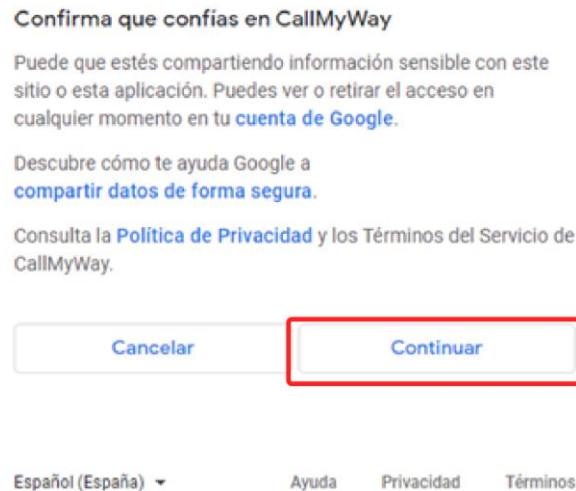 Confirma que confías en CallMyWay
Puede que estés compartiendo información sensible con este
sitio o esta aplicación. Puedes ver o retirar el acceso en
cualquier momento en tu cuenta de Google.
Descubre cómo te ayuda Google a
compartir datos de forma segura.
Consulta la Política de Privacidad y los Términos del Servicio de
CallMyWay.
Cancelar Continuar
Español (España) Ayuda Privacidad Términos